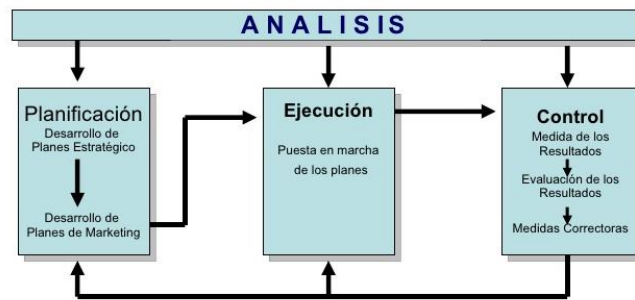 ANALISIS
Planificación
Desarrollo de
Planes Estratégico
Desarrollo de
Planes de Marketing
Ejecución
Puesta en marcha
de los planes
Control
Medida de los
Resultados
Evaluación de los
Resultados
Medidas Correctoras